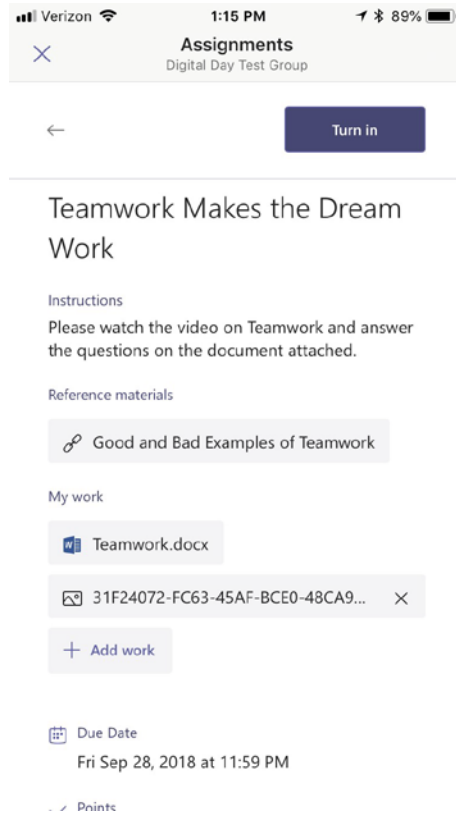 Verizon 1:15 PM 89%
Assignments
Digital Day Test Group
Turn in
Teamwork Makes the Dream
Work
Instructions
Please watch the video on Teamwork and answer
the questions on the document attached.
Reference materials
Good and Bad Examples of Teamwork
My work
Teamwork.docx
31F24072-FC63-45AF-BCE0-48CA9...
+ Add work
Due Date
Fri Sep 28, 2018 at 11:59 PM
Points